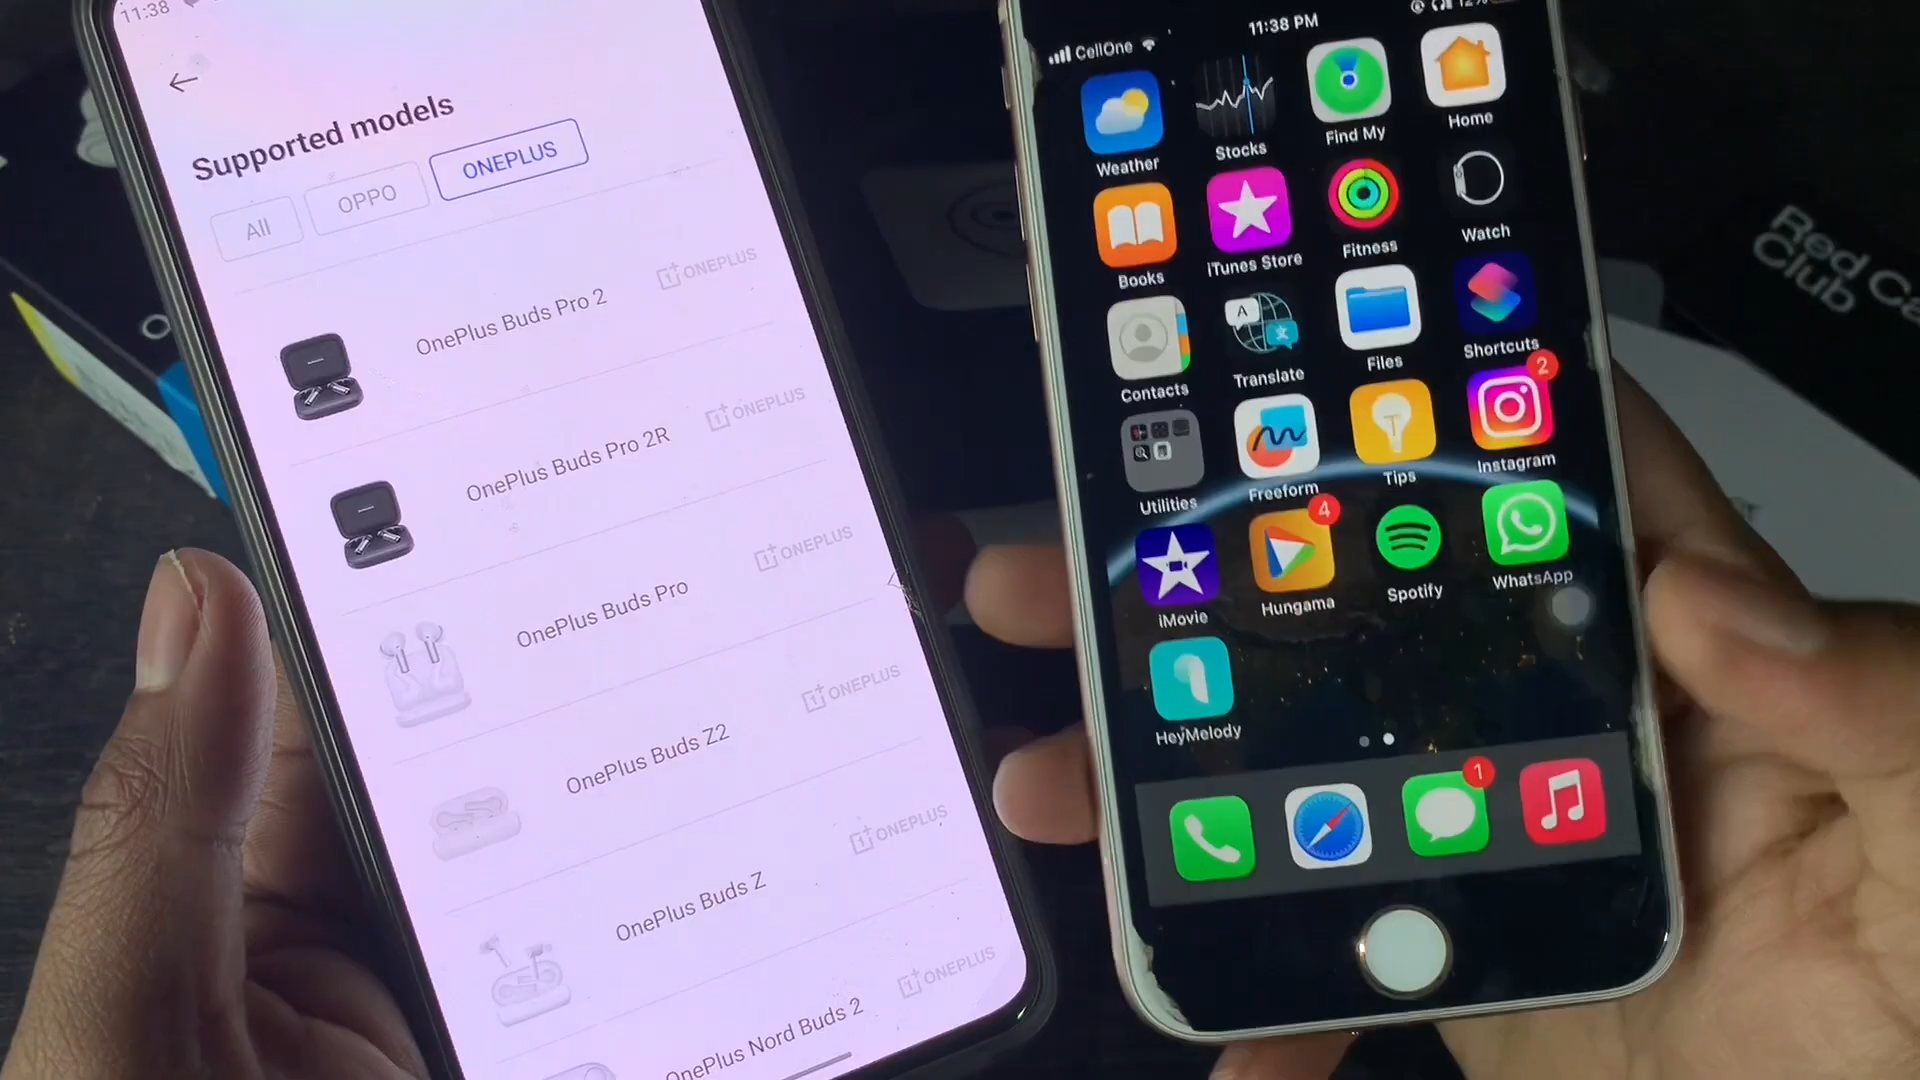 11:38
Supported models
All
OPPO
ONEPLUS
ONEPLUS
OnePlus Buds Pro 2
ONEPLUS
OnePlus Buds Pro 2R
ONEPLUS
OnePlus Buds Pro
ONEPLUS
OnePlus Buds Z2
ONEPLUS
OnePlus Buds Z
ONEPLUS
OnePlus Nord Buds 2
CellOne
11:38 PM
12%
Weather
Stocks
Find My
Home
Books
iTunes Store
Fitness
Watch
Contacts
Translate
Files
Shortcuts
2
Utilities
Freeform
Tips
Instagram
4
iMovie
Hungama
Spotify
WhatsApp
HeyMelody
1
Red Ca
Club